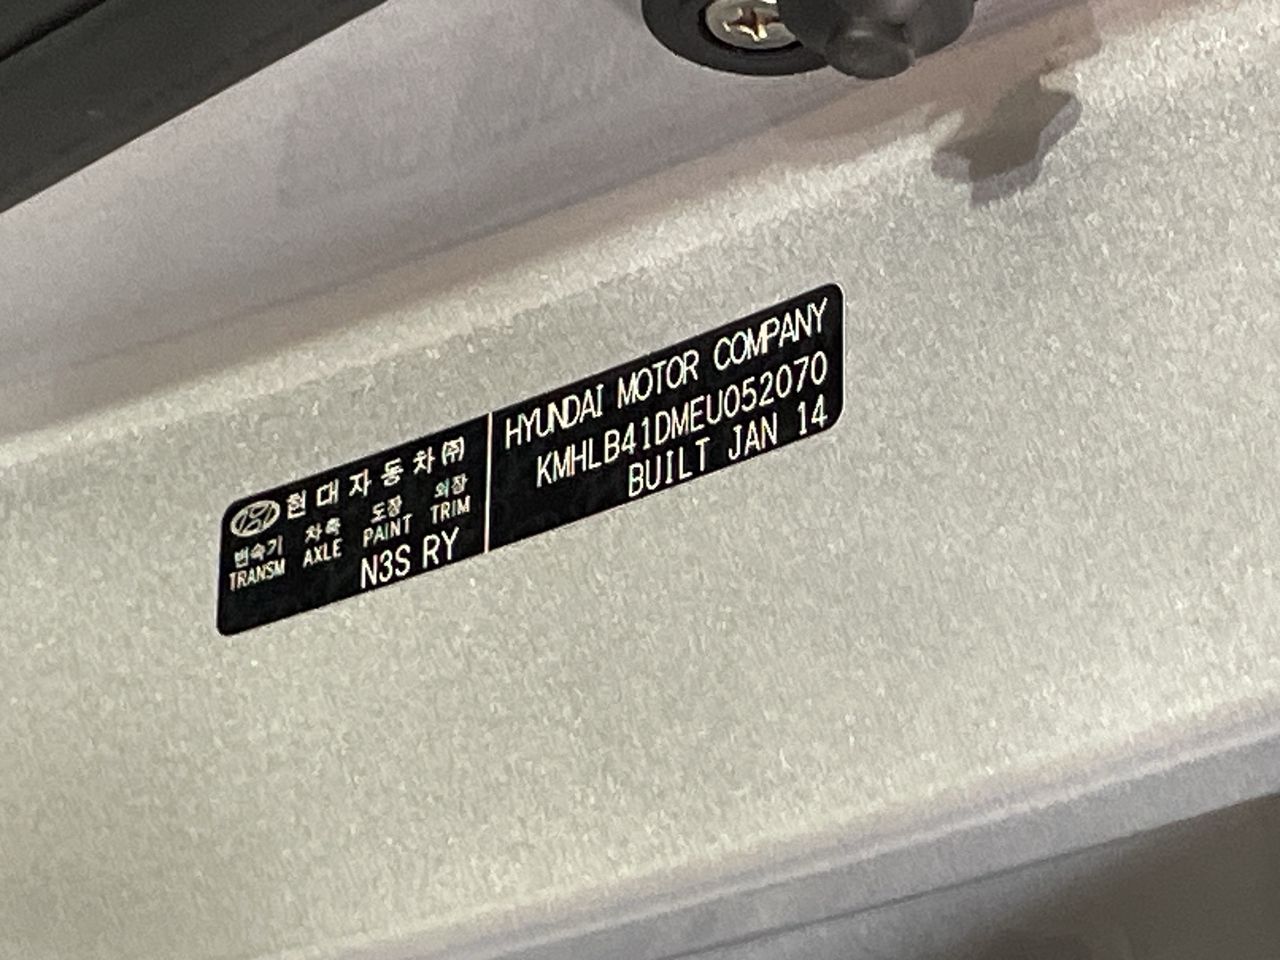 현대자동차(주)
변속기 차축 도장 외장
TRANSM AXLE PAINT TRIM
N3S RY
HYUNDAI MOTOR COMPANY
KMHLB41DMEU052070
BUILT JAN 14